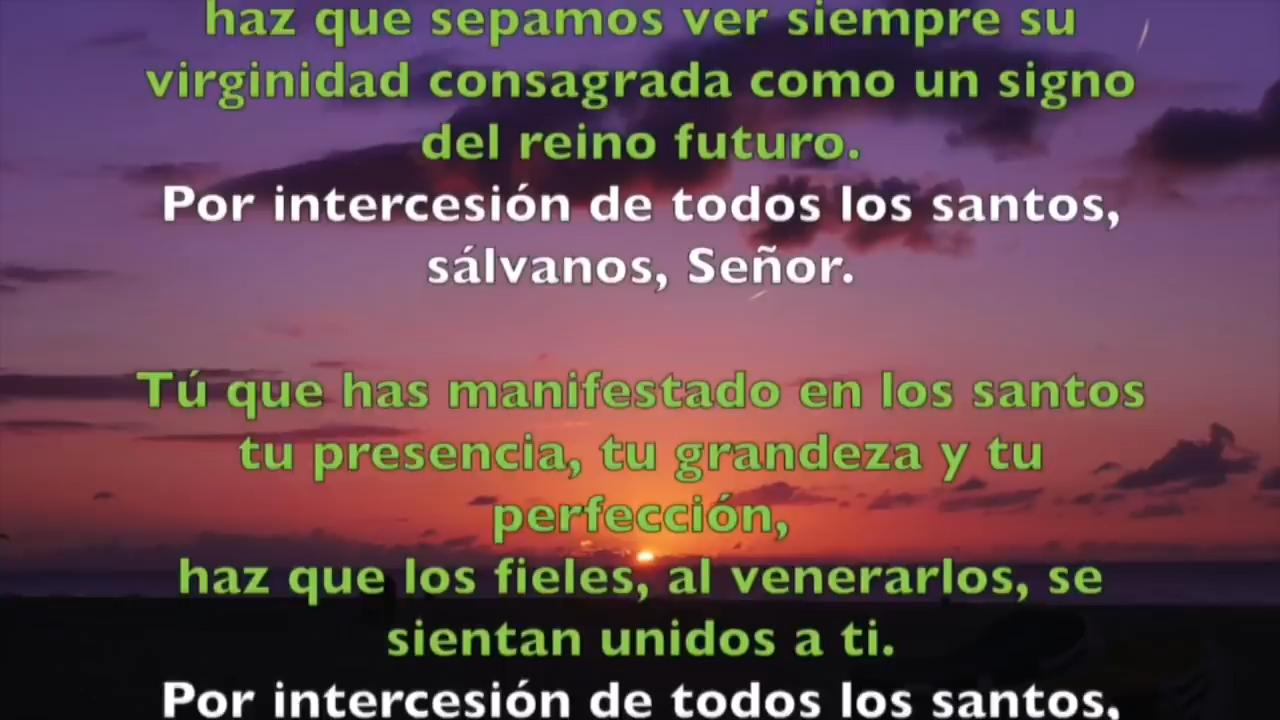 haz que sepamos ver siempre su
virginidad consagrada como un signo
del reino futuro.
Por intercesión de todos los santos,
sálvanos, Señor.
Tú que has manifestado en los santos
tu presencia, tu grandeza y tu
perfección,
haz que los fieles, al venerarlos, se
sientan unidos a ti.
Por intercesión de todos los santos,